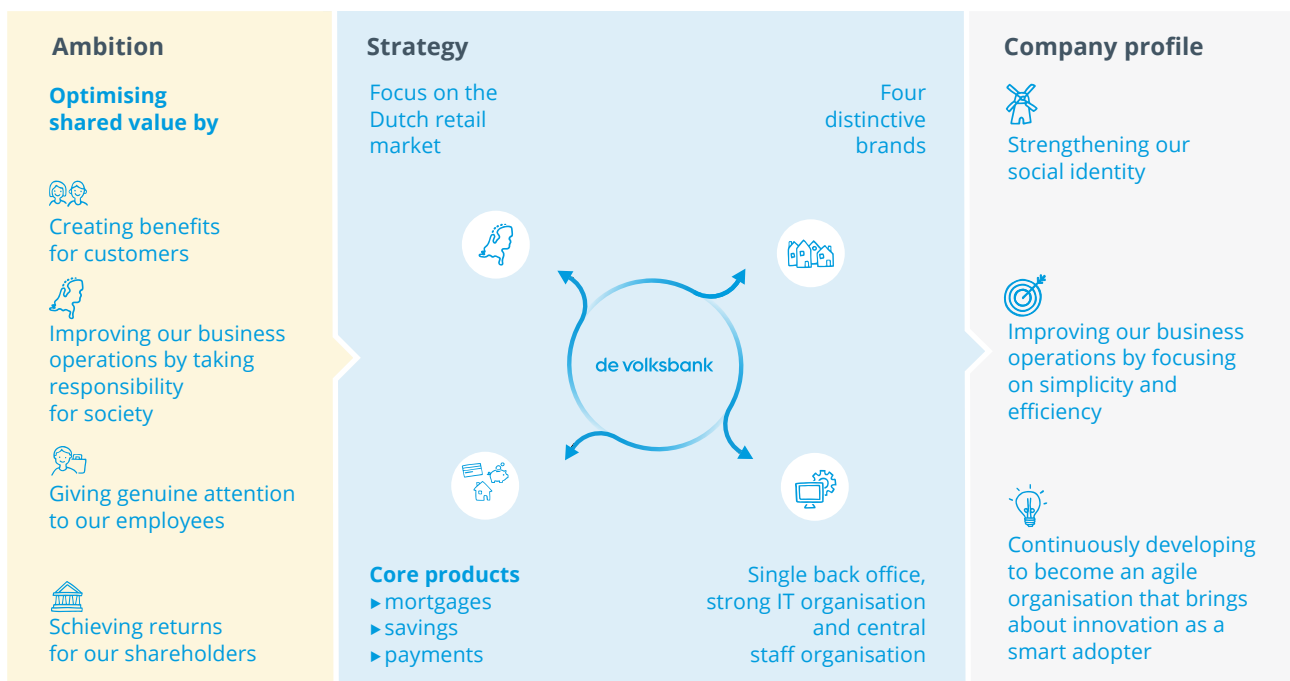 Ambition
Optimising
shared value by
Creating benefits
for customers
Improving our business
operations by taking
responsibility
for society
Giving genuine attention
to our employees
Schieving returns
for our shareholders
Strategy
Focus on the
Dutch retail
market
Four
distinctive
brands
de volksbank
Core products
▸ mortgages
▸ savings
▸ payments
Single back office,
strong IT organisation
and central
staff organisation
Company profile
Strengthening our
social identity
Improving our business
operations by focusing
on simplicity and
efficiency
Continuously developing
to become an agile
organisation that brings
about innovation as a
smart adopter